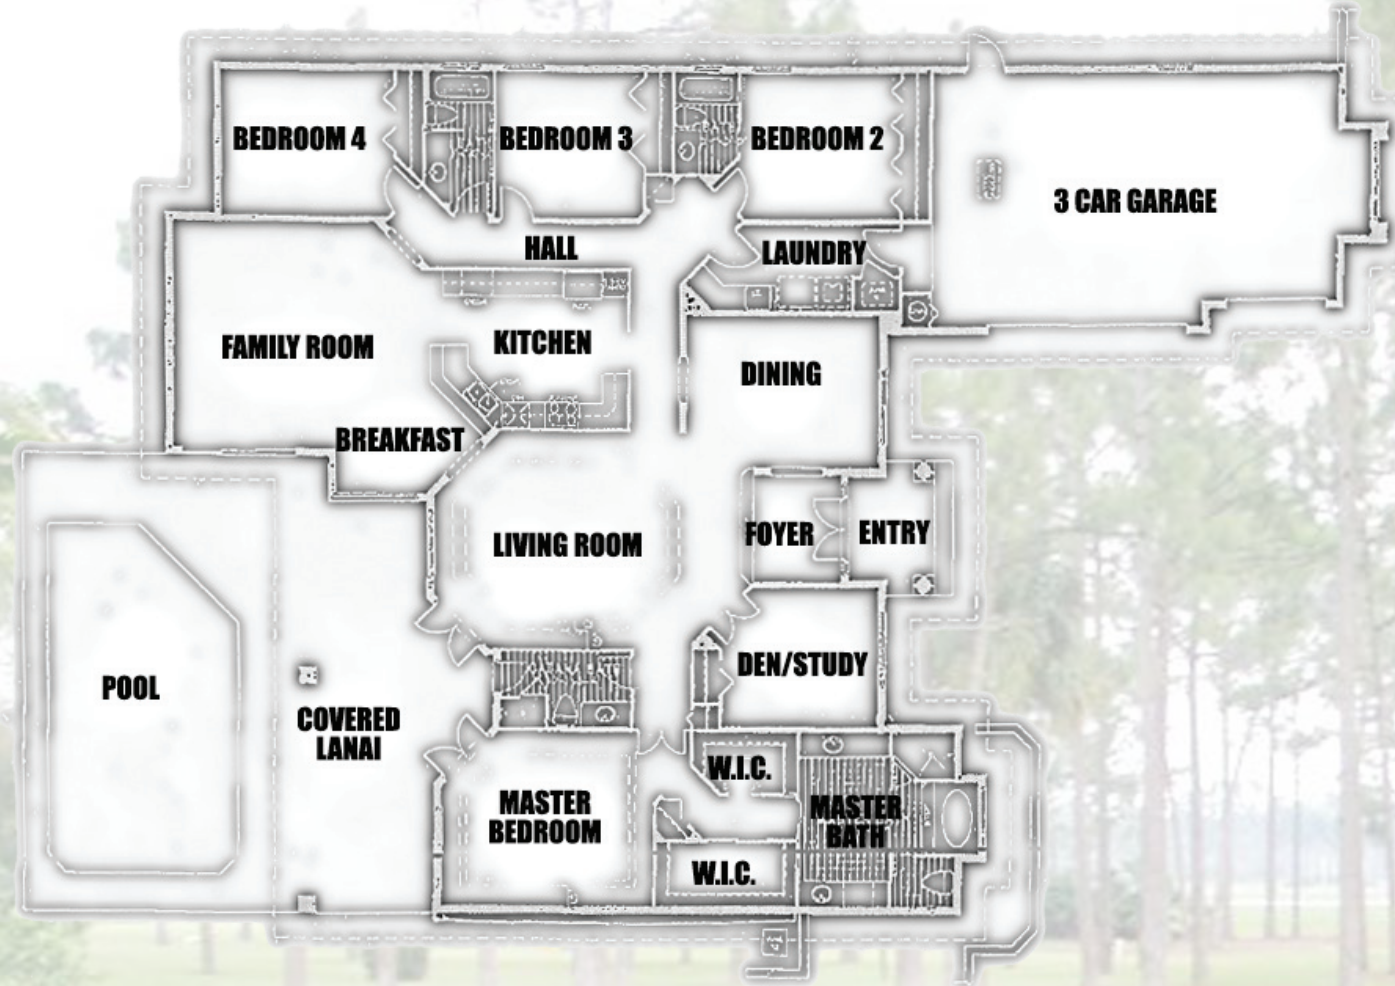 BEDROOM 4
BEDROOM 3
BEDROOM 2
3 CAR GARAGE
HALL
LAUNDRY
FAMILY ROOM
KITCHEN
DINING
BREAKFAST
LIVING ROOM
FOYER
ENTRY
DEN/STUDY
POOL
COVERED
LANAI
W.I.C.
MASTER
BEDROOM
MASTER
BATH
W.I.C.